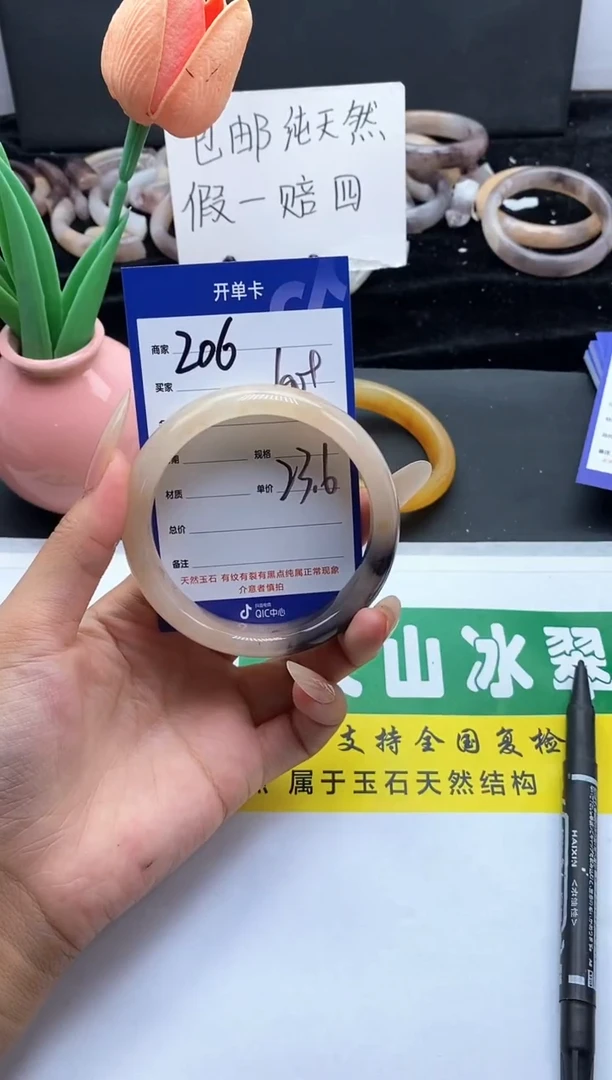 包邮纯天然
假一赔四
开单卡
商家 206
买家
规格
材质 单价 23.6
总价
备注
天然玉石 有纹有裂有黑点纯属正常现象
介意者慎拍
QIC中心
山冰翠
支持全国复检
属于玉石天然结构
HAIXIN